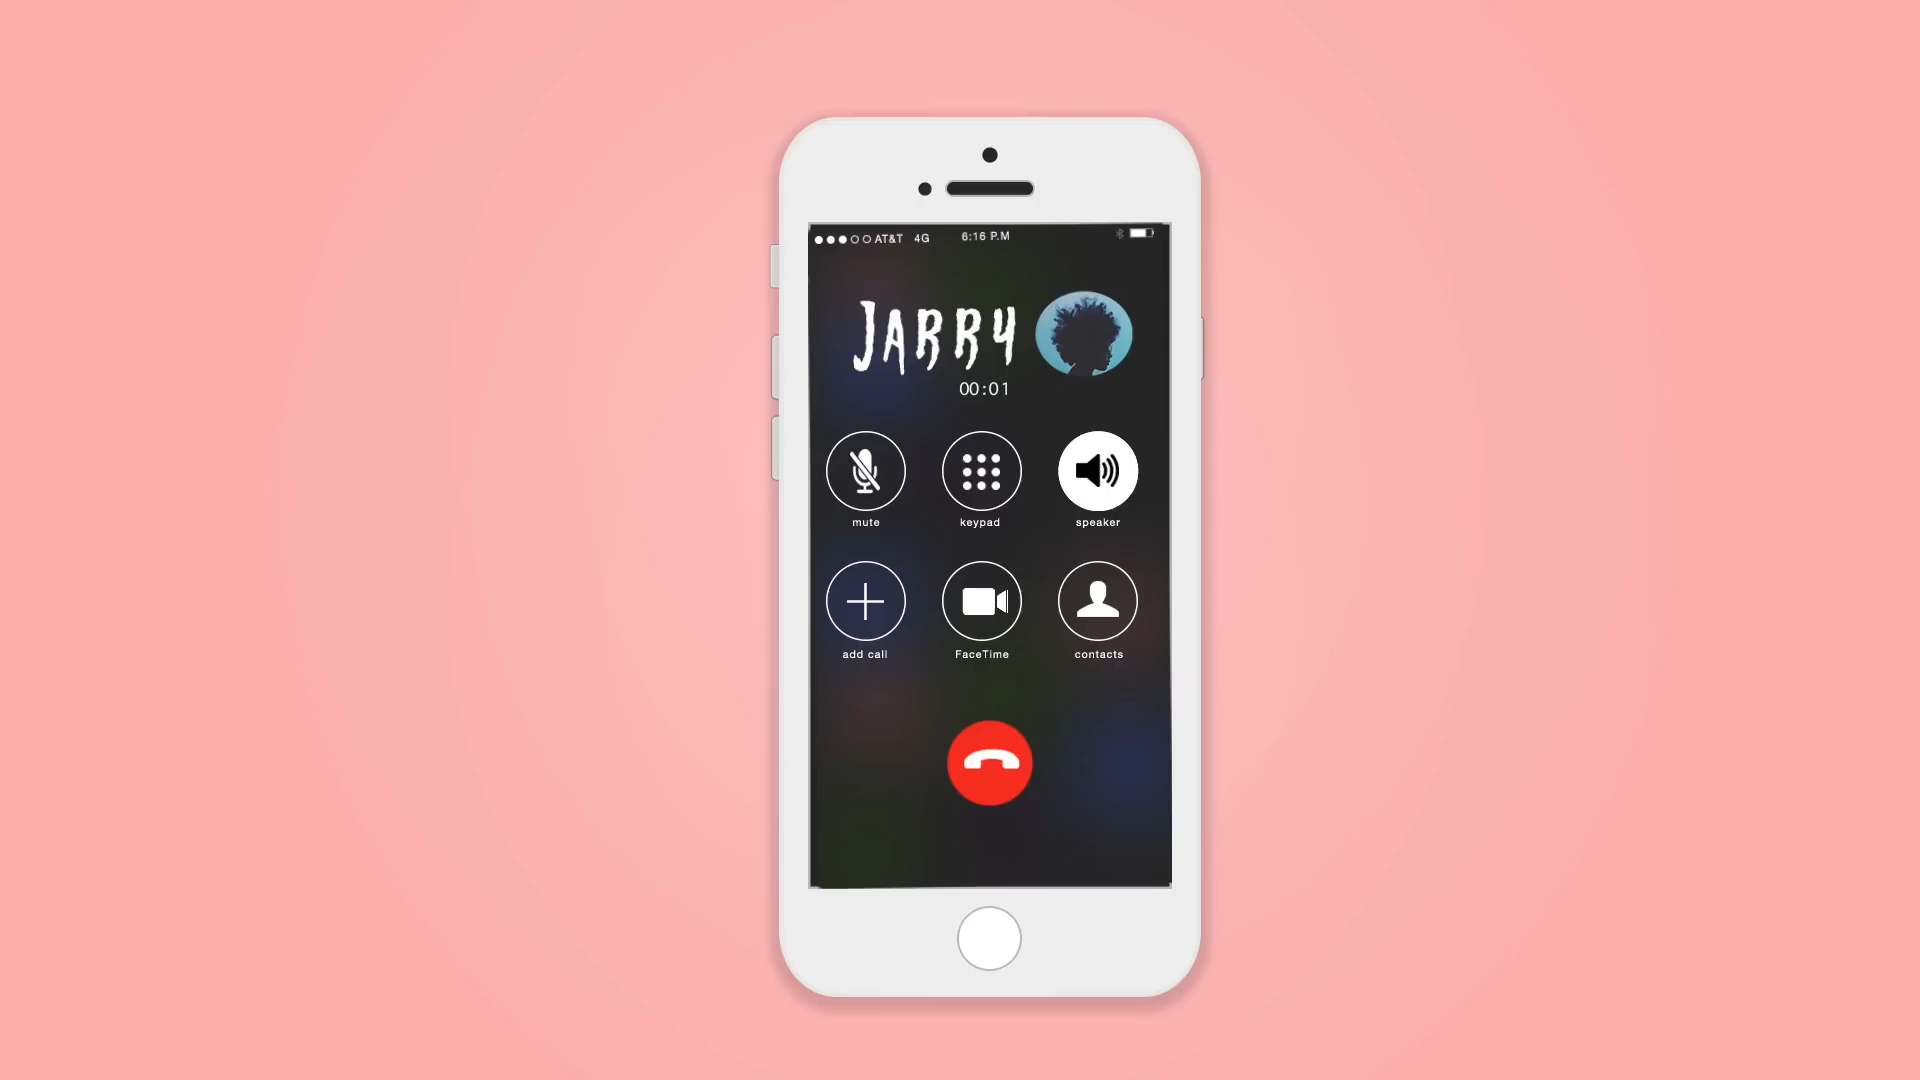 AT&T 4G 6:16 P.M
JARRY
00:01
mute keypad speaker
add call FaceTime contacts